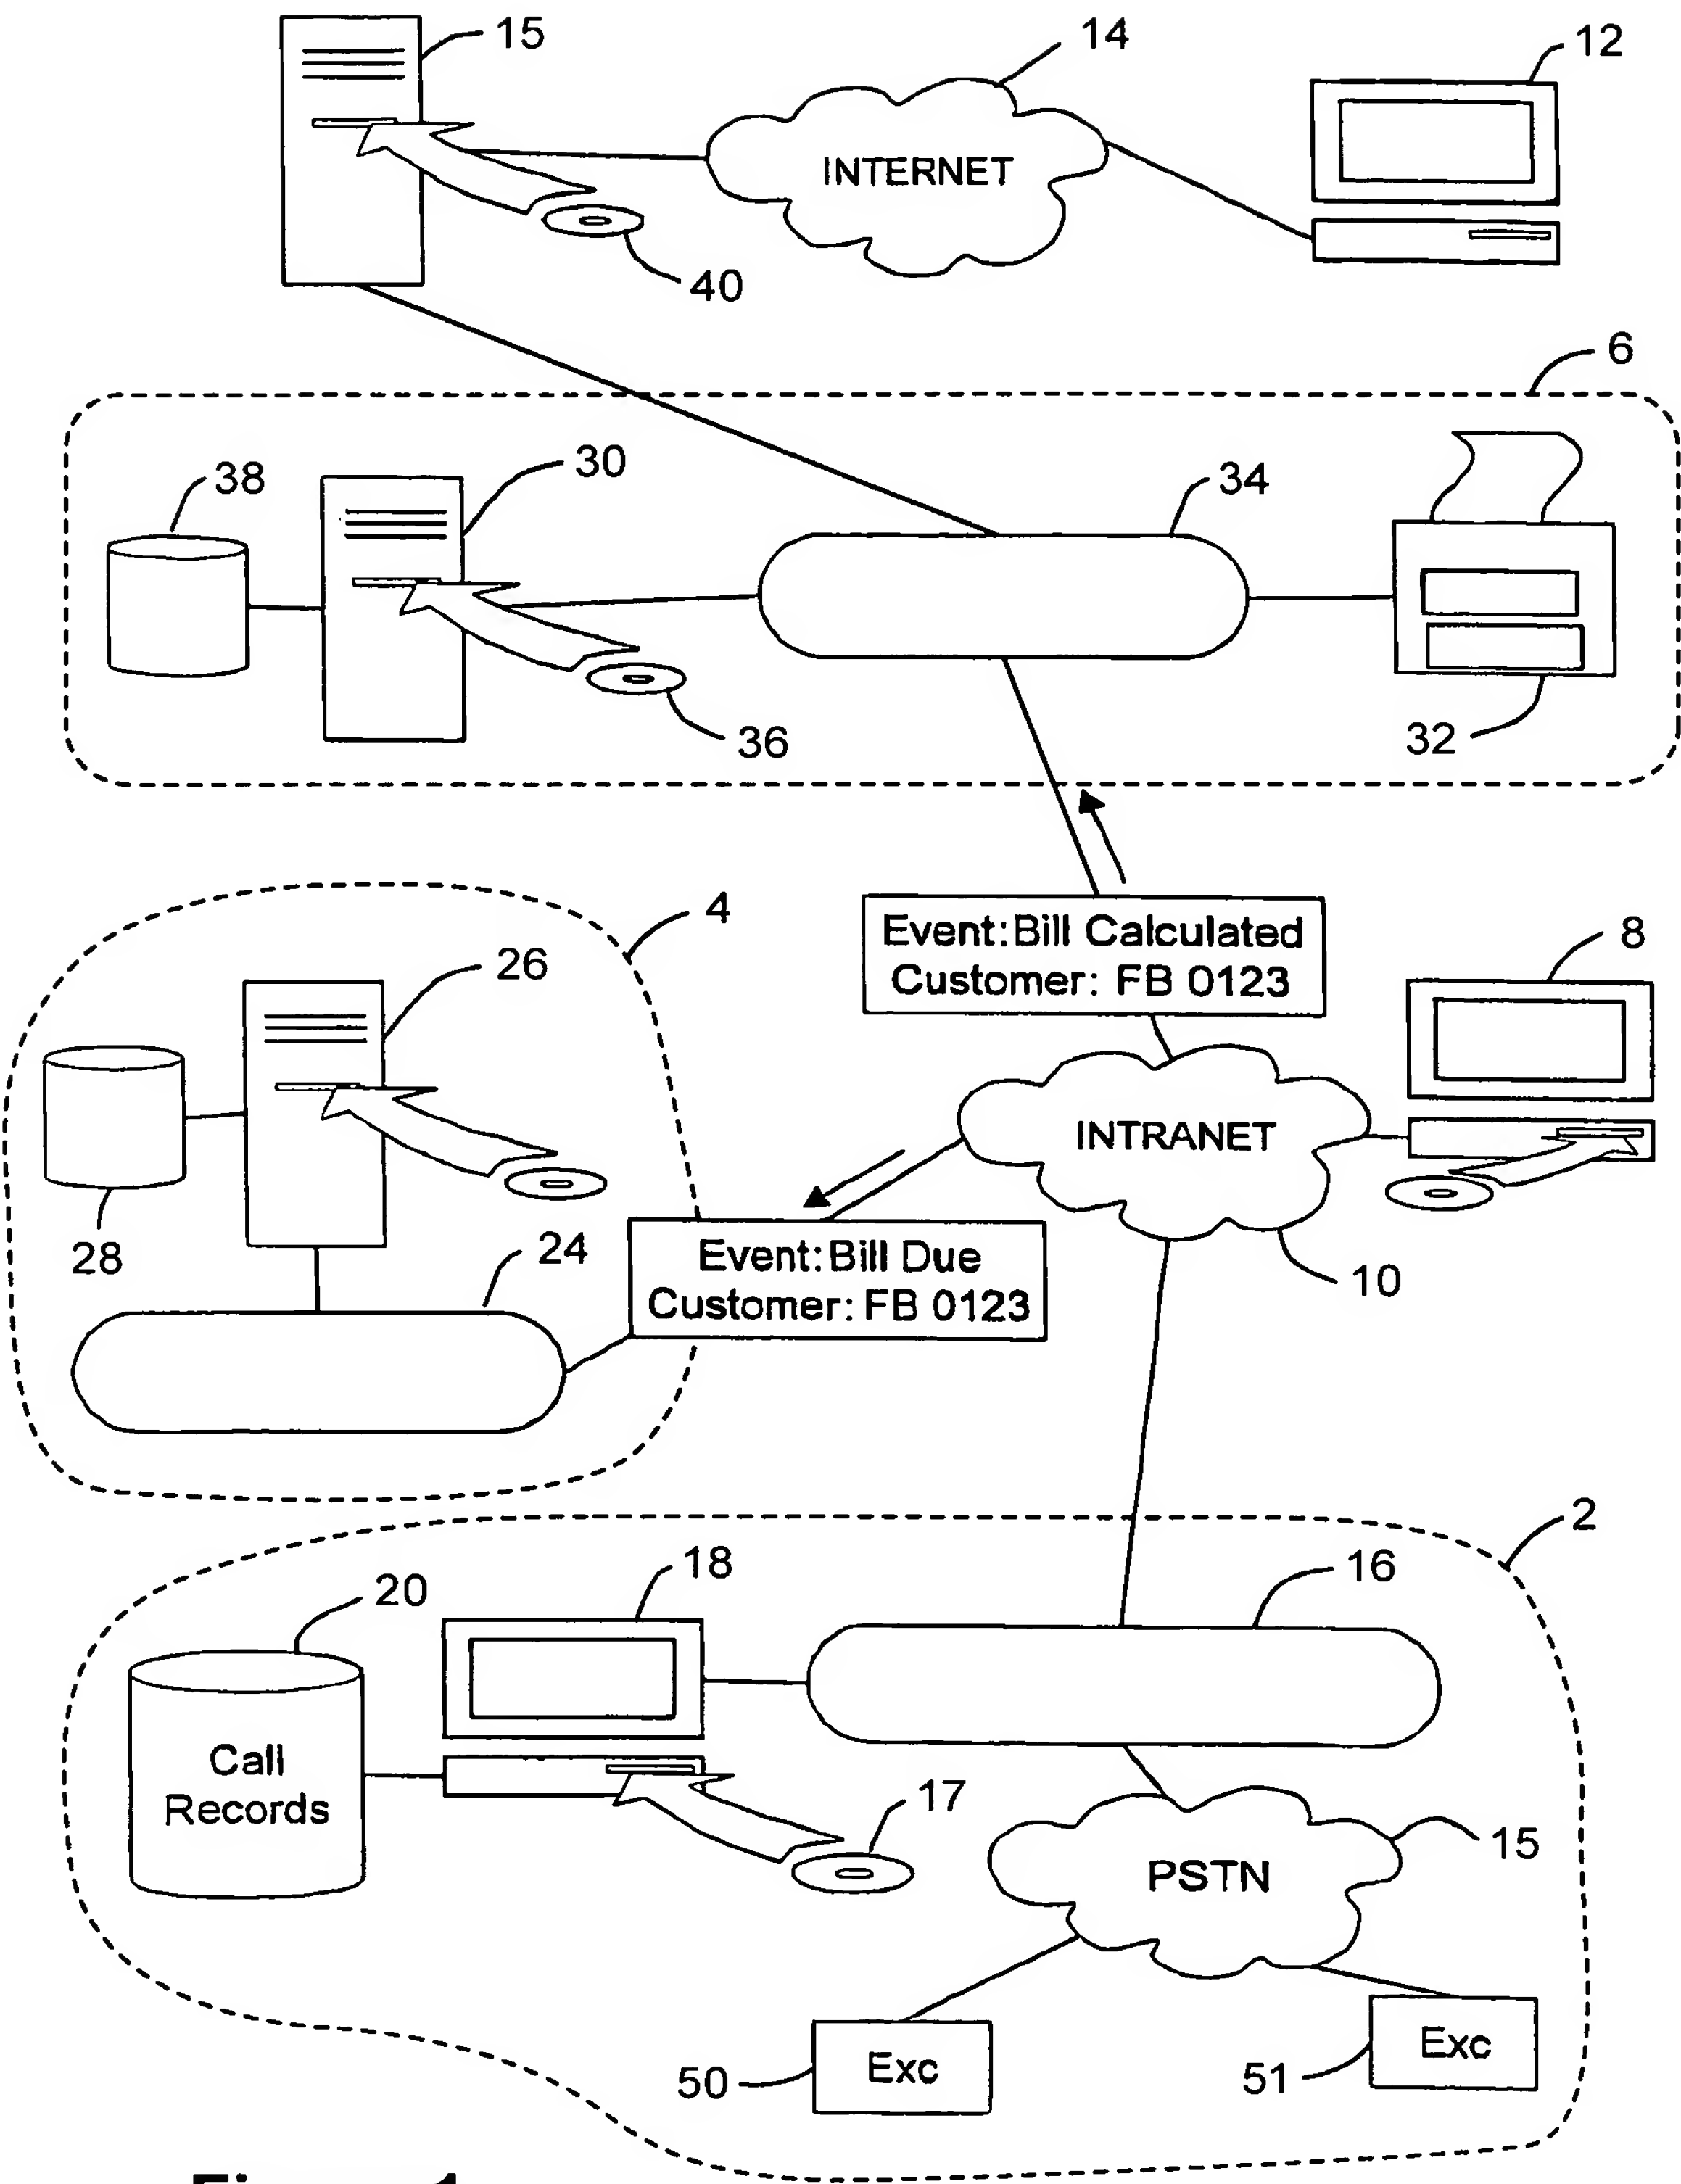 15
14
12
INTERNET
40
6
38
30
34
36
32
4
Event:Bill Calculated
Customer: FB 0123
8
26
INTRANET
28
24
Event:Bill Due
Customer: FB 0123
10
2
18
16
20
Call
Records
17
15
PSTN
50
Exc
51
Exc